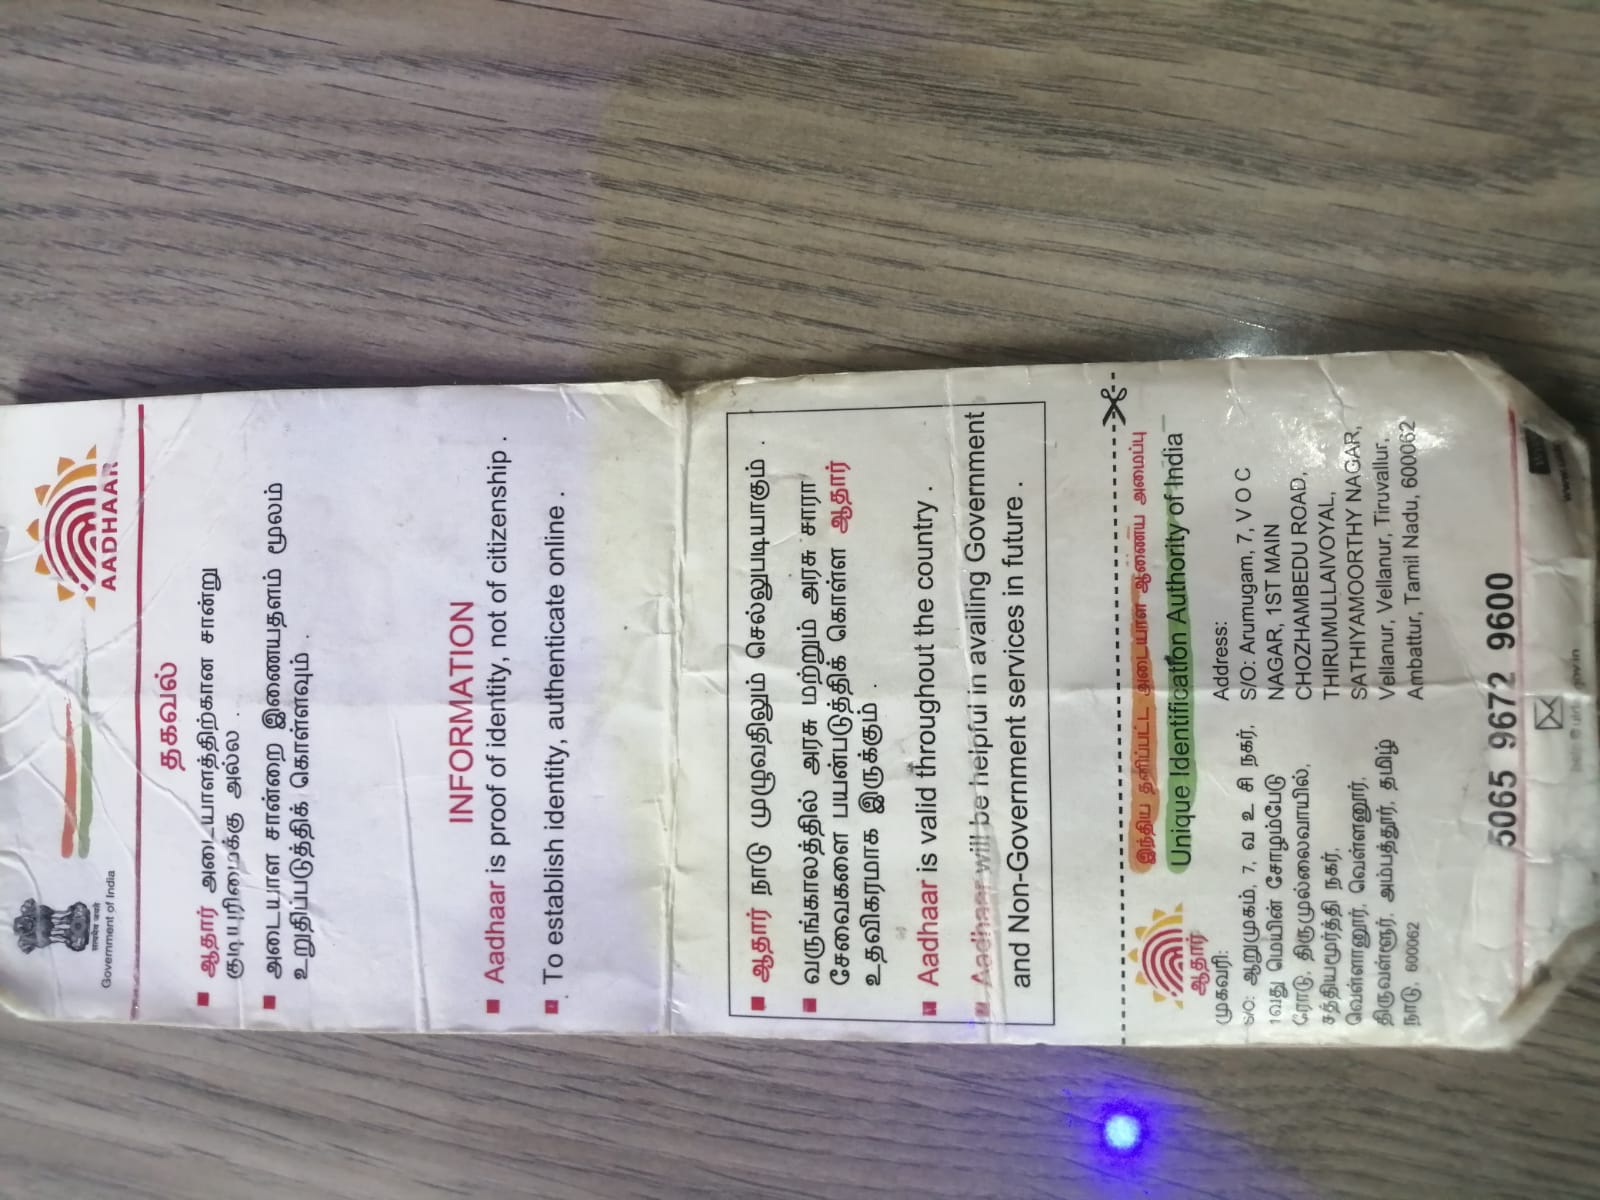 Government of India
सत्यमेव जयते
AADHAAR
தகவல்
ஆதார் அடையாளத்திற்கான சான்று
குடியுரிமைக்கு அல்ல .
அடையாள சான்றை இணையதளம் மூலம்
உறுதிப்படுத்திக் கொள்ளவும் .
INFORMATION
Aadhaar is proof of identity, not of citizenship .
To establish identity, authenticate online .
ஆதார் நாடு முழுவதிலும் செல்லுபடியாகும் .
வருங்காலத்தில் அரசு மற்றும் அரசு சாரா
சேவைகளை பயன்படுத்திக் கொள்ள ஆதார்
உதவிகரமாக இருக்கும் .
Aadhaar is valid throughout the country .
Aadhaar will be helpful in availing Government
and Non-Government services in future .
ஆதார்
இந்திய தனிப்பட்ட அடையாள ஆணைய அமைப்பு
Unique Identification Authority of India
முகவரி:
S/O: ஆறுமுகம், 7, வ உ சி நகர்,
1வது மெயின் சோழம்பேடு
ரோடு, திருமுல்லைவாயில்,
சத்தியமூர்த்தி நகர்,
வெள்ளானூர், வெள்ளனூர்,
திருவள்ளூர், அம்பத்தூர், தமிழ்
நாடு, 600062
Address:
S/O: Arumugam, 7, V O C
NAGAR, 1ST MAIN
CHOZHAMBEDU ROAD,
THIRUMULLAIVOYAL,
SATHIYAMOORTHY NAGAR,
Vellanur, Vellanur, Tiruvallur,
Ambattur, Tamil Nadu, 600062
5065 9672 9600